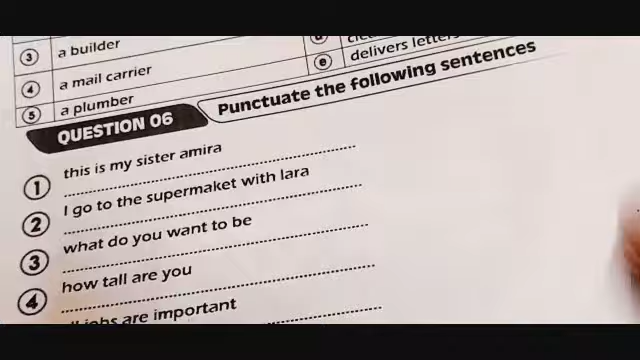 3 a builder
4 a mail carrier
e delivers letters
5 a plumber
QUESTION 06 Punctuate the following sentences
this is my sister amira
1
I go to the supermaket with lara
2
what do you want to be
3
how tall are you
4
are important